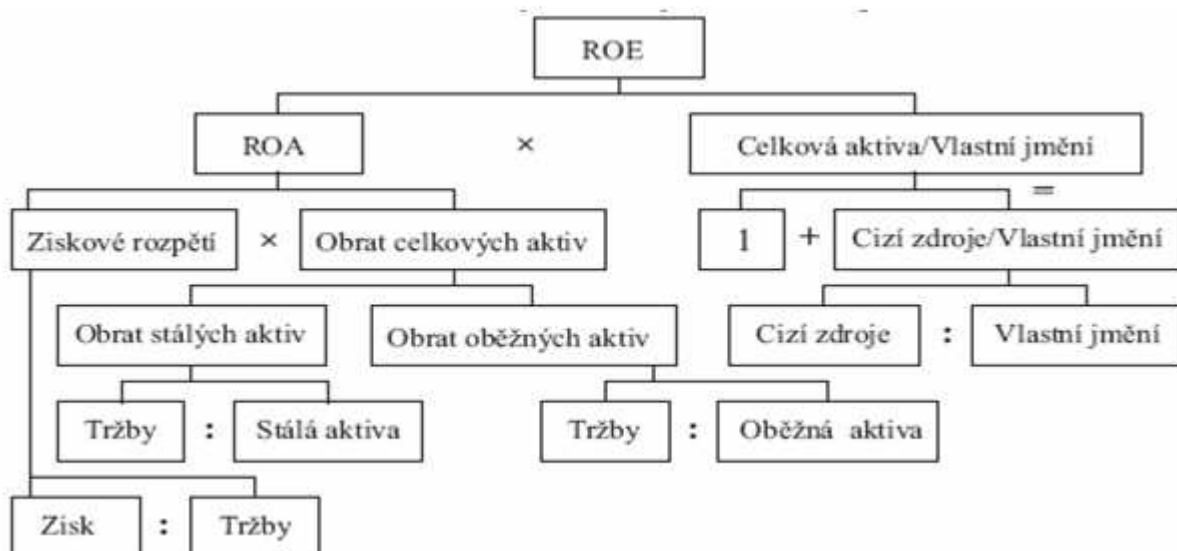 ROE
ROA × Celková aktiva/Vlastní jmění
=
Ziskové rozpětí × Obrat celkových aktiv 1 + Cizí zdroje/Vlastní jmění
Obrat stálých aktiv Obrat oběžných aktiv Cizí zdroje : Vlastní jmění
Tržby : Stálá aktiva Tržby : Oběžná aktiva
Zisk : Tržby